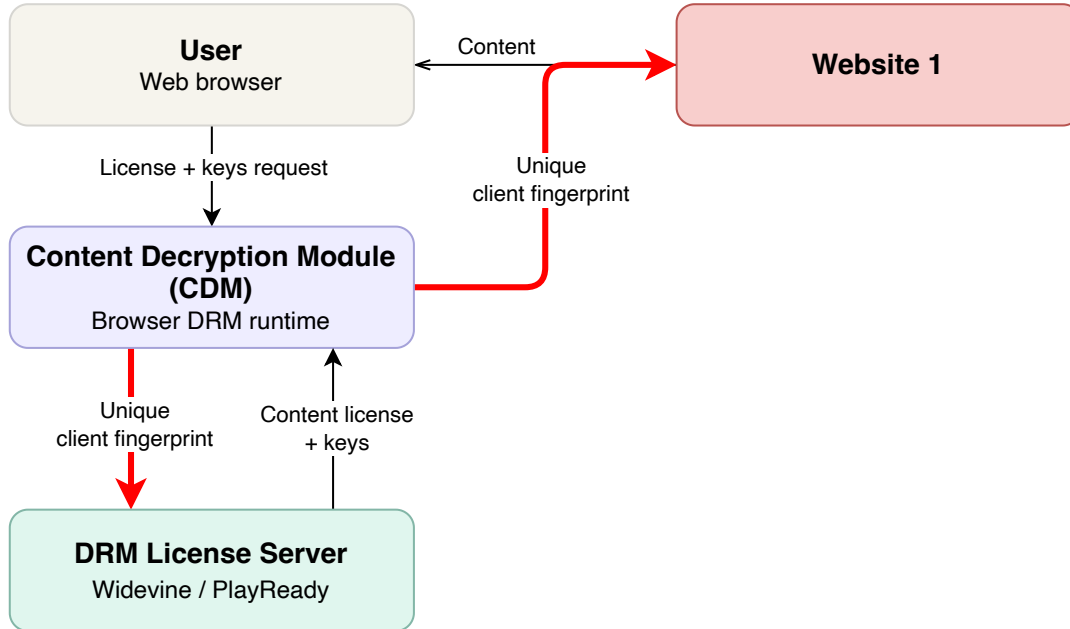 User
Web browser
Content
Website 1
License + keys request
Unique
client fingerprint
Content Decryption Module
(CDM)
Browser DRM runtime
Unique
client fingerprint
Content license
+ keys
DRM License Server
Widevine / PlayReady